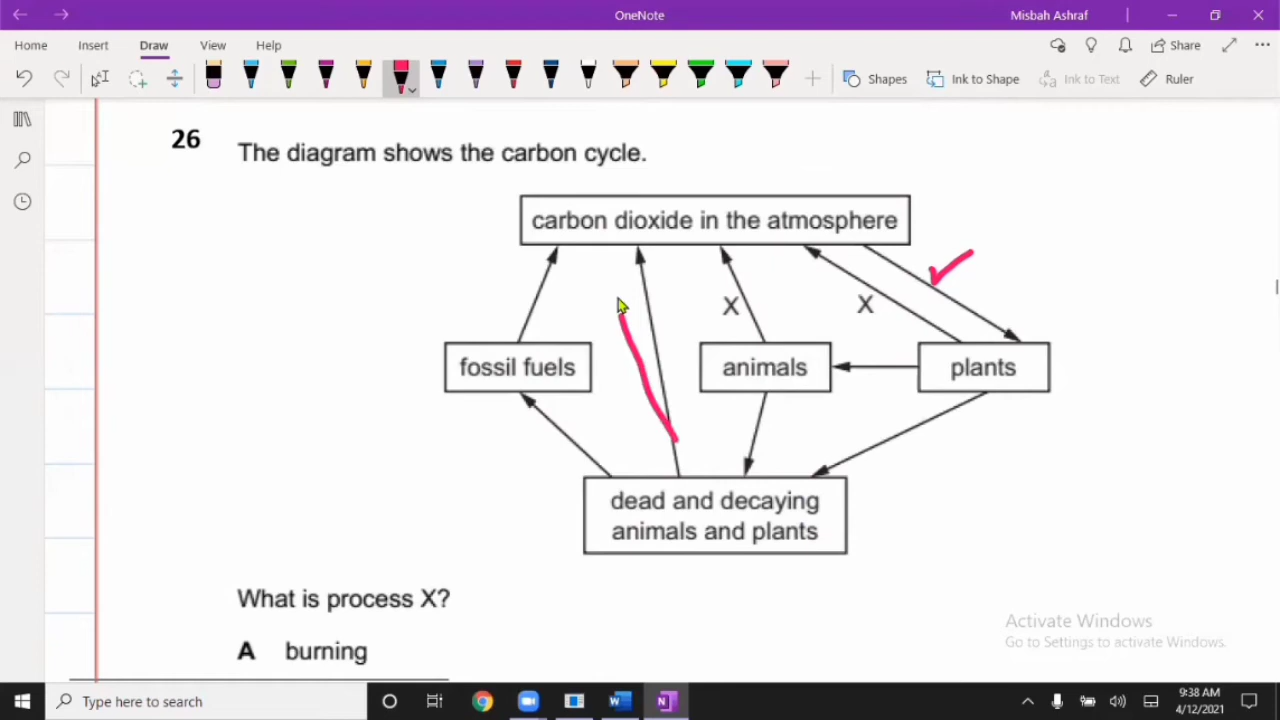 OneNote
Misbah Ashraf
Home Insert Draw View Help
Share
Shapes Ink to Shape Ink to Text Ruler
26 The diagram shows the carbon cycle.
carbon dioxide in the atmosphere
X X
fossil fuels animals plants
dead and decaying
animals and plants
What is process X?
A burning
Activate Windows
Go to Settings to activate Windows.
Type here to search
9:38 AM
4/12/2021